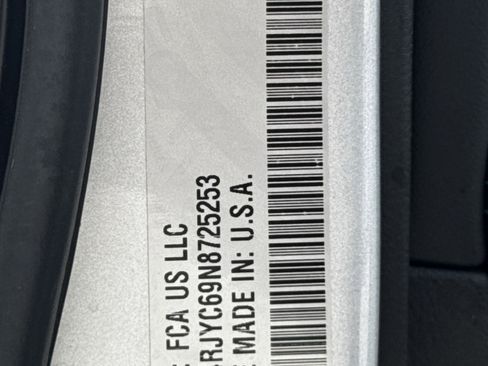 FCA US LLC
RJYC69N8725253
MADE IN: U.S.A.